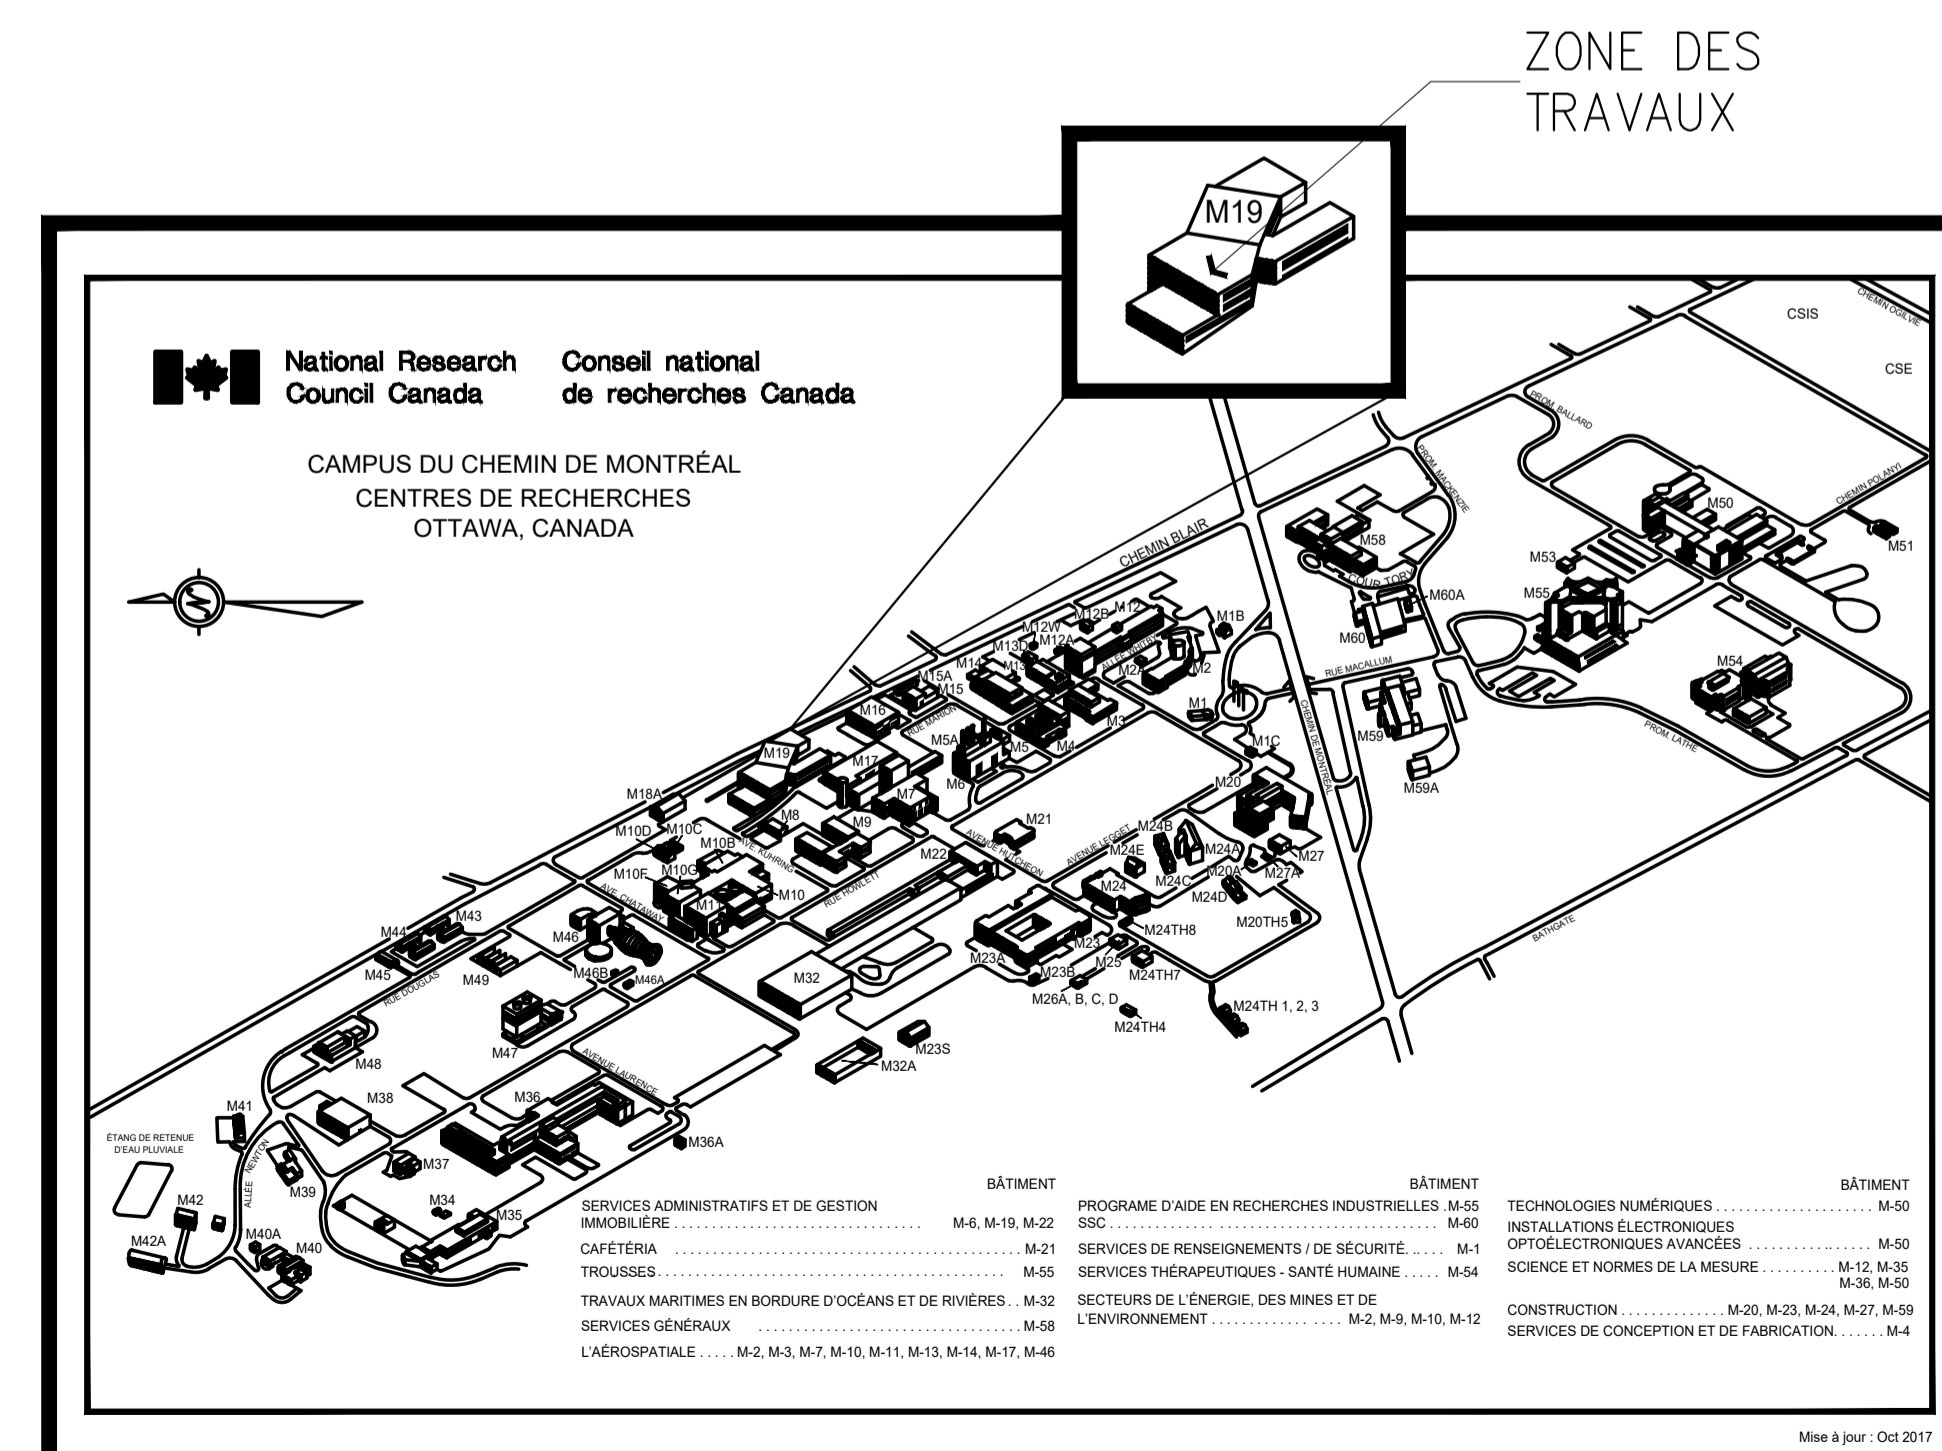 ZONE DES
TRAVAUX
M19
National Research
Council Canada
Conseil national
de recherches Canada
CAMPUS DU CHEMIN DE MONTRÉAL
CENTRES DE RECHERCHES
OTTAWA, CANADA
CSIS
CHEMIN OGILVIE
CSE
PROM. BALLARD
PROM. MACKENZIE
CHEMIN POLANYI
CHEMIN BLAIR
M50
M51
M58
COUR TORY
M53
M55
M60A
M60
RUE MACALLUM
M54
M59
M59A
PROM. LATHE
CHEMIN DE MONTRÉAL
BATHGATE
M12
M12B
M12W
M12A
ALLÉE WHITBY
M1B
M2A
M2
M13D
M13
M14
M15A
M15
M16
RUE MARION
M1
M3
M4
M5
M5A
M6
M1C
M19
M17
M7
M18A
M8
M9
M20
M21
AVENUE HUTCHEON
AVENUE LEGGET
M24B
M24E
M24A
M24C
M20A
M27
M27A
M24D
M24
M20TH5
M24TH8
M10D
M10C
M10B
AVE. KUHRING
M10F
M10G
M10
M11
AVE. CHATAWAY
RUE HOWLETT
M22
M23
M23A
M23B
M25
M24TH7
M26A, B, C, D
M24TH4
M24TH 1, 2, 3
M43
M44
M45
RUE DOUGLAS
M49
M46
M46B
M46A
M32
M47
M48
M23S
M32A
AVENUE LAURENCE
M38
M36
M36A
M41
ÉTANG DE RETENUE
D'EAU PLUVIALE
ALLÉE NEWTON
M39
M37
M34
M35
M42
M42A
M40A
M40
BÂTIMENT
SERVICES ADMINISTRATIFS ET DE GESTION
IMMOBILIÈRE . . . . . . . . . . . . . . . . . . . . . . . . . . . . . . . . . M-6, M-19, M-22
CAFÉTÉRIA . . . . . . . . . . . . . . . . . . . . . . . . . . . . . . . . . . . . . . . . . . . . . M-21
TROUSSES . . . . . . . . . . . . . . . . . . . . . . . . . . . . . . . . . . . . . . . . . . . . . . M-55
TRAVAUX MARITIMES EN BORDURE D'OCÉANS ET DE RIVIÈRES . . M-32
SERVICES GÉNÉRAUX . . . . . . . . . . . . . . . . . . . . . . . . . . . . . . . . . . . M-58
L'AÉROSPATIALE . . . . . M-2, M-3, M-7, M-10, M-11, M-13, M-14, M-17, M-46
BÂTIMENT
PROGRAME D'AIDE EN RECHERCHES INDUSTRIELLES . M-55
SSC . . . . . . . . . . . . . . . . . . . . . . . . . . . . . . . . . . . . . . . . . . . M-60
SERVICES DE RENSEIGNEMENTS / DE SÉCURITÉ. . . . . . M-1
SERVICES THÉRAPEUTIQUES - SANTÉ HUMAINE . . . . . M-54
SECTEURS DE L'ÉNERGIE, DES MINES ET DE
L'ENVIRONNEMENT . . . . . . . . . . . . . . . . . M-2, M-9, M-10, M-12
BÂTIMENT
TECHNOLOGIES NUMÉRIQUES . . . . . . . . . . . . . . . . . . . . . M-50
INSTALLATIONS ÉLECTRONIQUES
OPTOÉLECTRONIQUES AVANCÉES . . . . . . . . . . . . . . . . . M-50
SCIENCE ET NORMES DE LA MESURE . . . . . . . . . . M-12, M-35
M-36, M-50
CONSTRUCTION . . . . . . . . . . . . . . M-20, M-23, M-24, M-27, M-59
SERVICES DE CONCEPTION ET DE FABRICATION. . . . . . . M-4
Mise à jour : Oct 2017